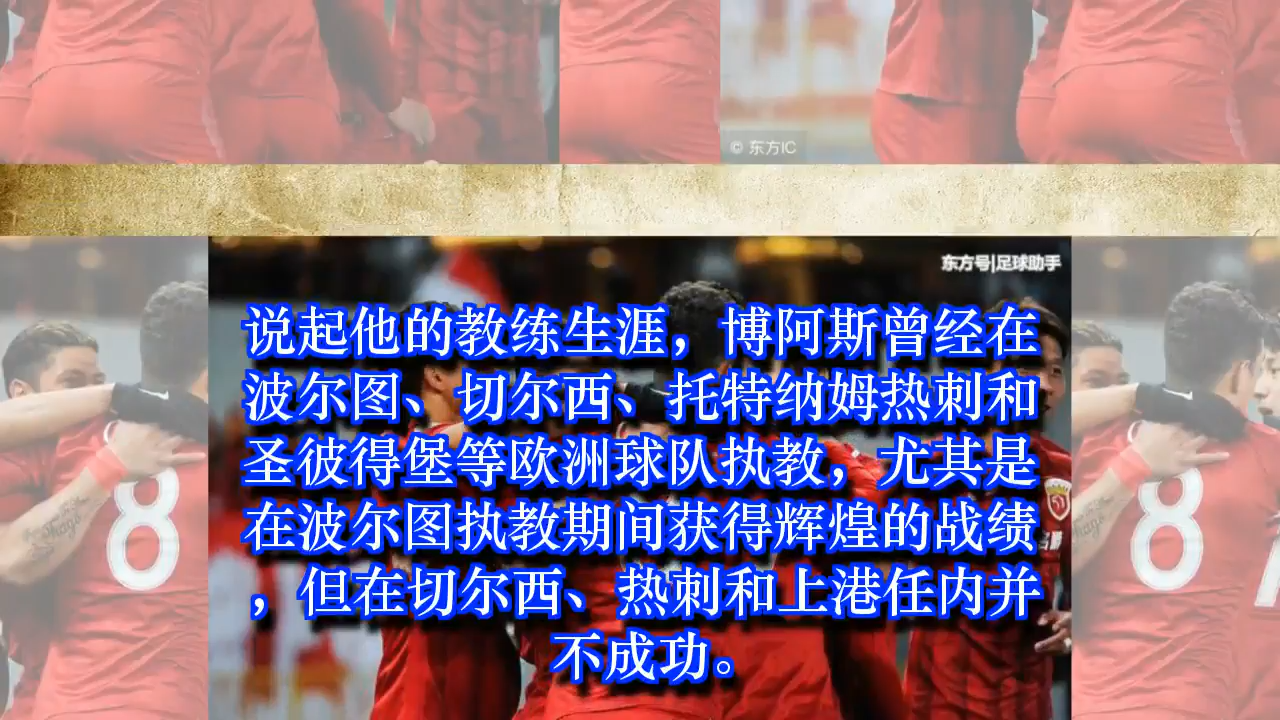 © 东方IC
东方号|足球助手
说起他的教练生涯，博阿斯曾经在
波尔图、切尔西、托特纳姆热刺和
圣彼得堡等欧洲球队执教，尤其是
在波尔图执教期间获得辉煌的战绩
，但在切尔西、热刺和上港任内并
不成功。
8
8